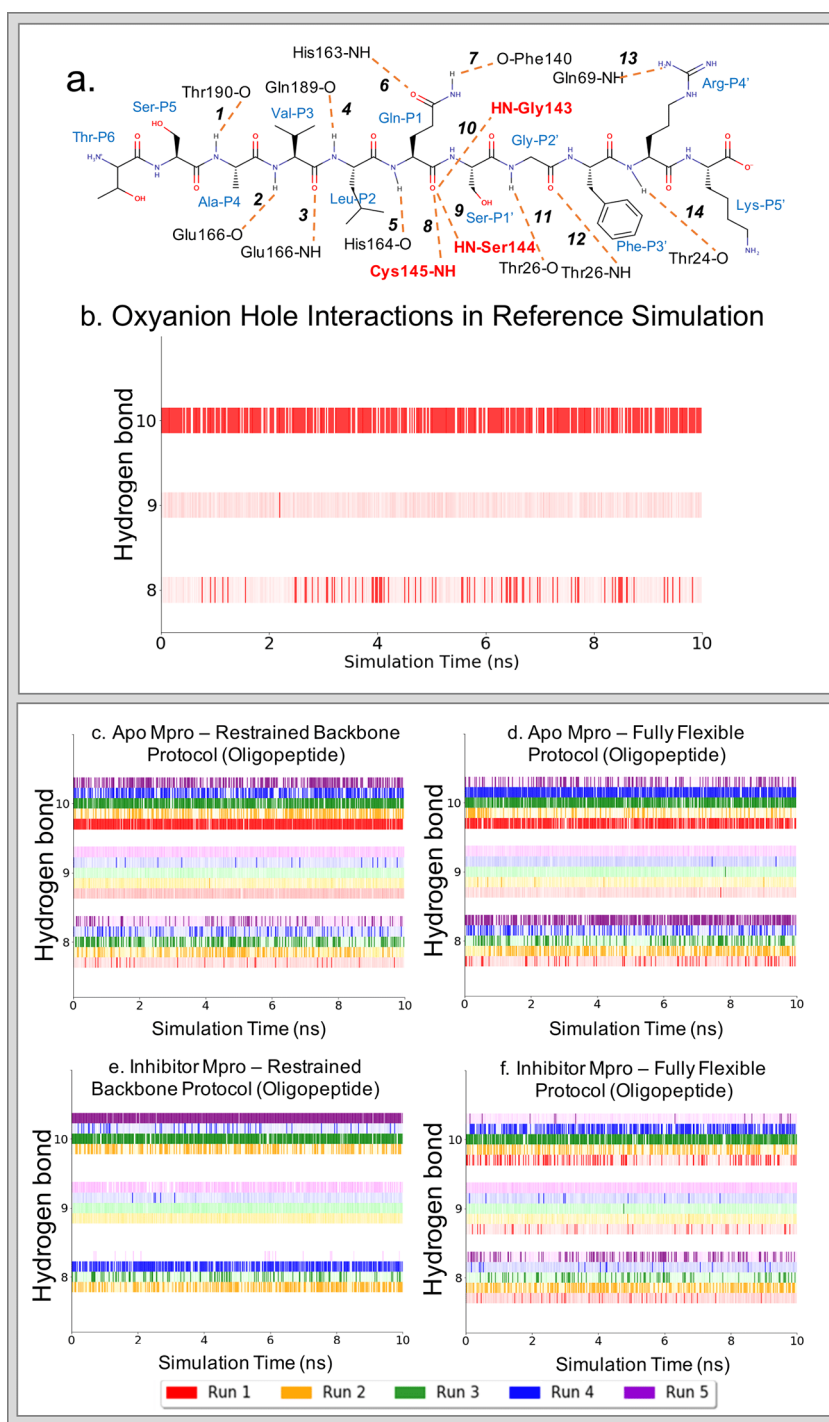 a.
His163-NH
7
O-Phe140
13
Gln69-NH
Arg-P4'
Thr190-O
Gln189-O
6
Ser-P5
Val-P3
4
Gln-P1
10
HN-Gly143
1
Thr-P6
Gly-P2'
Ala-P4
2
3
Leu-P2
5
8
9
Ser-P1'
11
12
14
Lys-P5'
Glu166-O
Glu166-NH
His164-O
HN-Ser144
Phe-P3'
Cys145-NH
Thr26-O
Thr26-NH
Thr24-O
b. Oxyanion Hole Interactions in Reference Simulation
Hydrogen bond
10
9
8
0 2 4 6 8 10
Simulation Time (ns)
c. Apo Mpro – Restrained Backbone
Protocol (Oligopeptide)
Hydrogen bond
10
9
8
0 2 4 6 8 10
Simulation Time (ns)
d. Apo Mpro – Fully Flexible
Protocol (Oligopeptide)
Hydrogen bond
10
9
8
0 2 4 6 8 10
Simulation Time (ns)
e. Inhibitor Mpro – Restrained
Backbone Protocol (Oligopeptide)
Hydrogen bond
10
9
8
0 2 4 6 8 10
Simulation Time (ns)
f. Inhibitor Mpro – Fully Flexible
Protocol (Oligopeptide)
Hydrogen bond
10
9
8
0 2 4 6 8 10
Simulation Time (ns)
Run 1 Run 2 Run 3 Run 4 Run 5